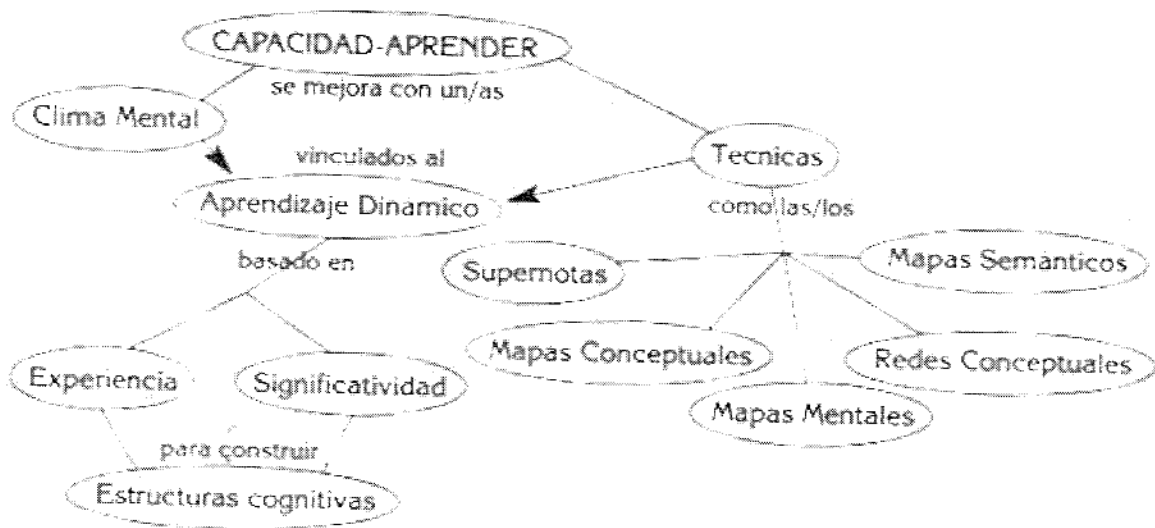 CAPACIDAD-APRENDER
se mejora con un/as
Clima Mental
vinculados al
Tecnicas
Aprendizaje Dinamico
como las/los
basado en
Supernotas
Mapas Semánticos
Mapas Conceptuales
Redes Conceptuales
Experiencia
Significatividad
Mapas Mentales
para construir
Estructuras cognitivas